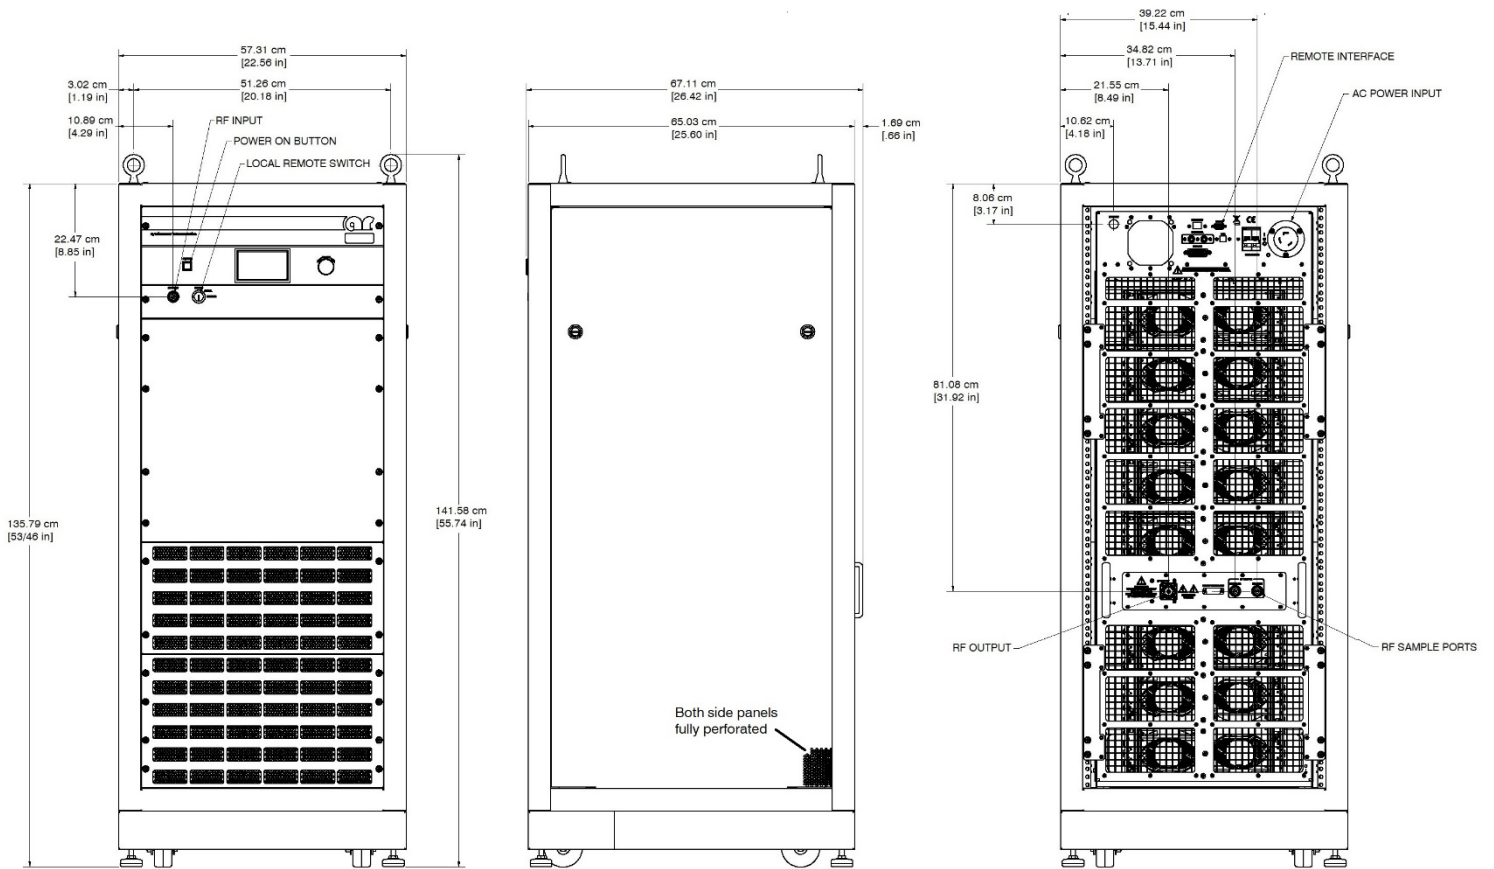 57.31 cm
[22.56 in]
3.02 cm
[1.19 in]
51.26 cm
[20.18 in]
10.89 cm
[4.29 in]
RF INPUT
POWER ON BUTTON
LOCAL REMOTE SWITCH
22.47 cm
[8.85 in]
135.79 cm
[53/46 in]
141.58 cm
[55.74 in]
67.11 cm
[26.42 in]
65.03 cm
[25.60 in]
1.69 cm
[.66 in]
Both side panels
fully perforated
39.22 cm
[15.44 in]
34.82 cm
[13.71 in]
REMOTE INTERFACE
21.55 cm
[8.49 in]
AC POWER INPUT
10.62 cm
[4.18 in]
8.06 cm
[3.17 in]
CE
81.08 cm
[31.92 in]
RF OUTPUT
RF SAMPLE PORTS